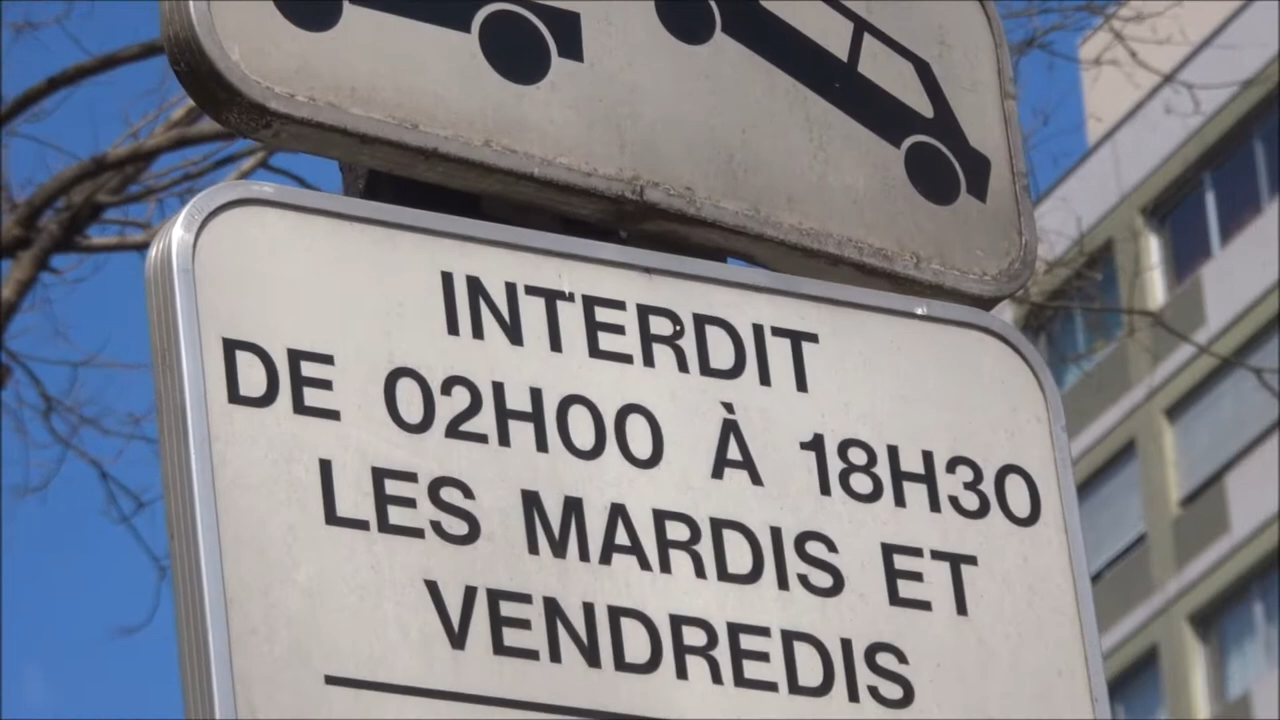 INTERDIT
DE 02H00 À 18H30
LES MARDIS ET
VENDREDIS